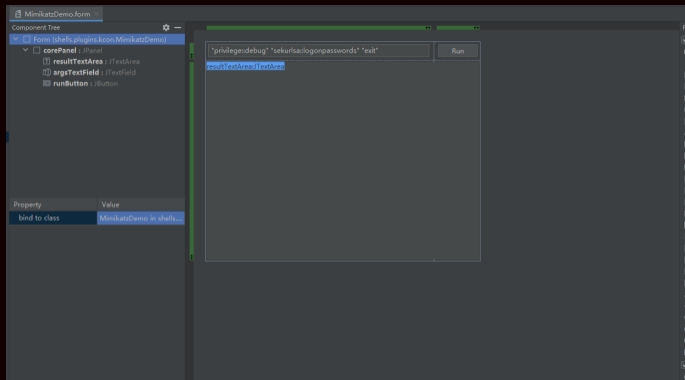 MimikatzDemo.form
Component Tree
Form (shells.plugins.kcon.MimikatzDemo)
corePanel : JPanel
resultTextArea : JTextArea
argsTextField : JTextField
runButton : JButton
"privilege::debug" "sekurlsa::logonpasswords" "exit"
Run
resultTextArea:JTextArea
Property Value
bind to class MimikatzDemo in shells...